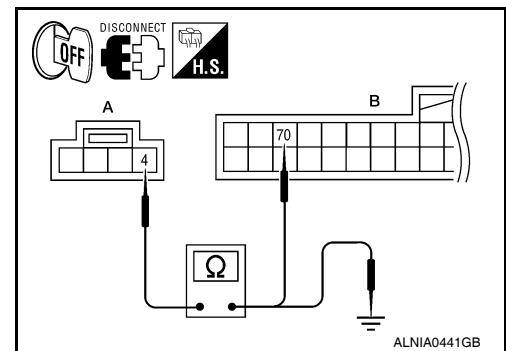 OFF
DISCONNECT
H.S.
A
B
4
70
Ω
ALNIA0441GB